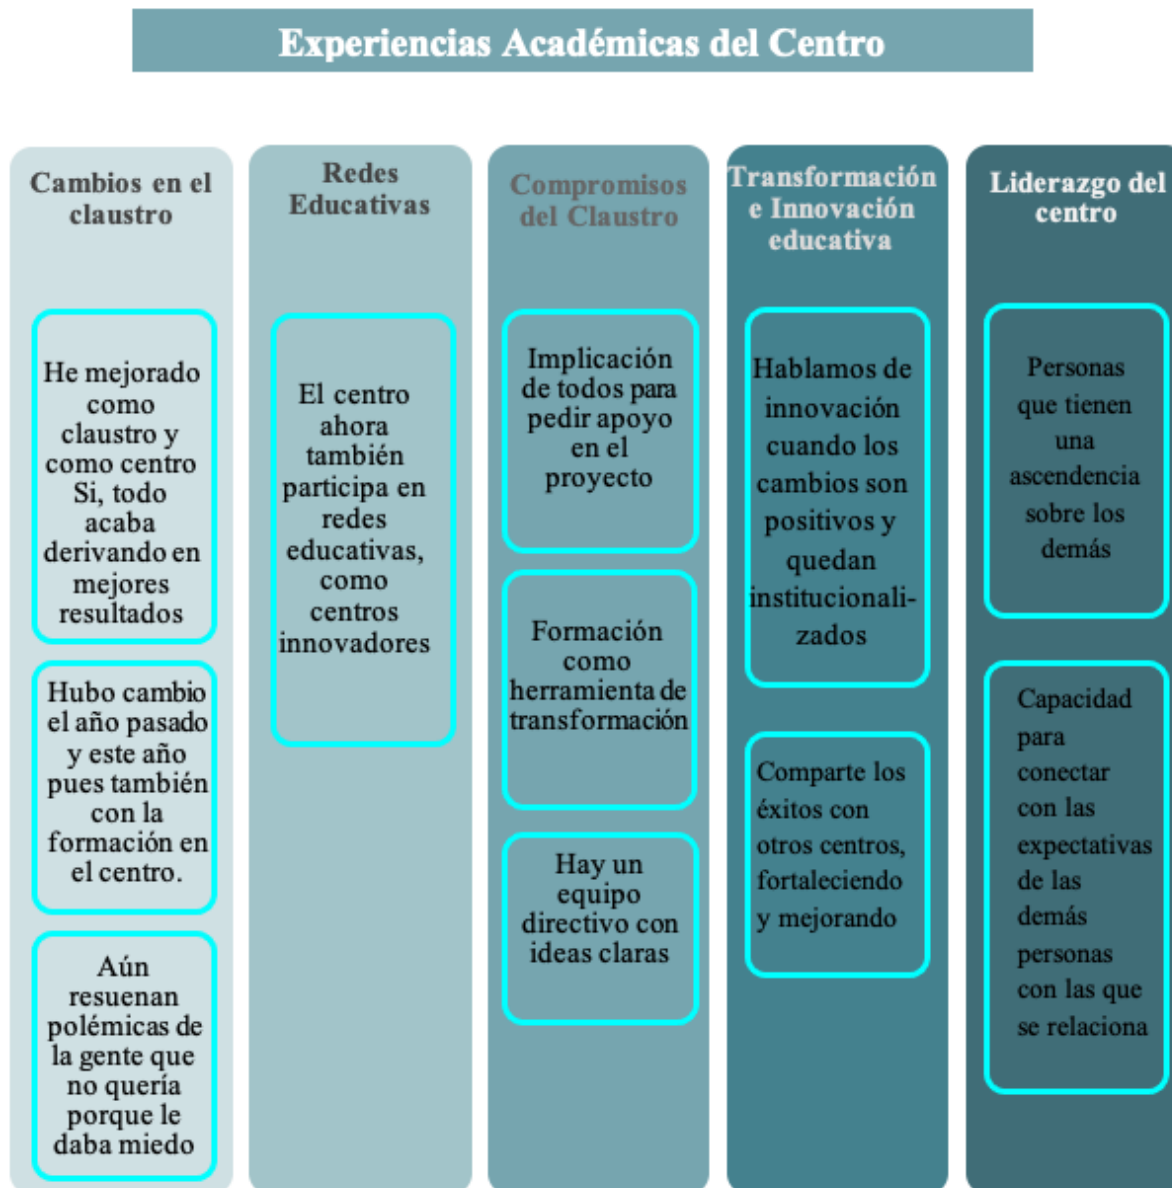 Experiencias Académicas del Centro
Cambios en el
claustro
He mejorado
como
claustro y
como centro
Si, todo
acaba
derivando en
mejores
resultados
Hubo cambio
el año pasado
y este año
pues también
con la
formación en
el centro.
Aún
resuenan
polémicas de
la gente que
no quería
porque le
daba miedo
Redes
Educativas
El centro
ahora
también
participa en
redes
educativas,
como
centros
innovadores
Compromisos
del Claustro
Implicación
de todos para
pedir apoyo
en el
proyecto
Formación
como
herramienta de
transformación
Hay un
equipo
directivo con
ideas claras
Transformación
e Innovación
educativa
Hablamos de
innovación
cuando los
cambios son
positivos y
quedan
institucionali-
zados
Comparte los
éxitos con
otros centros,
fortaleciendo
y mejorando
Liderazgo del
centro
Personas
que tienen
una
ascendencia
sobre los
demás
Capacidad
para
conectar
con las
expectativas
de las
demás
personas
con las que
se relaciona